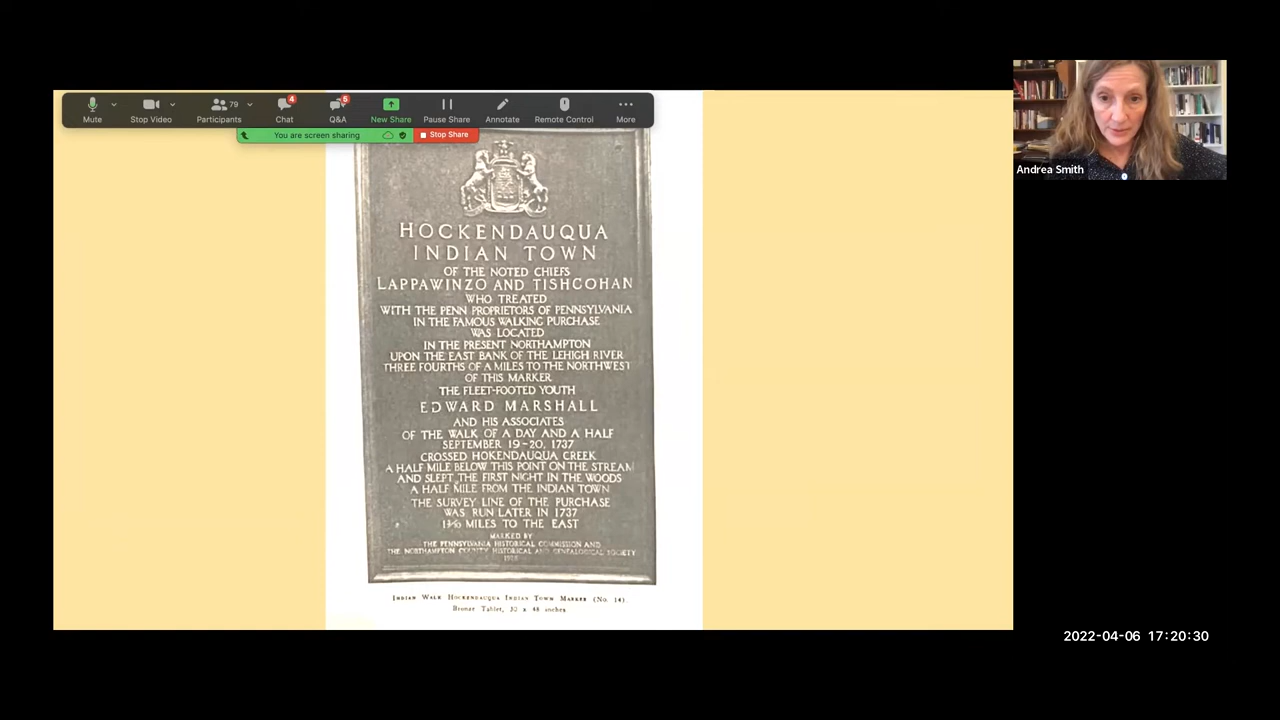 79
4
6
Mute
Stop Video
Participants
Chat
Q&A
New Share
Pause Share
Annotate
Remote Control
More
You are screen sharing
Stop Share
Andrea Smith
HOCKENDAUQUA
INDIAN TOWN
OF THE NOTED CHIEFS
LAPPAWINZO AND TISHCOHAN
WHO TREATED
WITH THE PENN PROPRIETORS OF PENNSYLVANIA
IN THE FAMOUS WALKING PURCHASE
WAS LOCATED
IN THE PRESENT NORTHAMPTON
UPON THE EAST BANK OF THE LEHIGH RIVER
THREE FOURTHS OF A MILES TO THE NORTHWEST
OF THIS MARKER
THE FLEET-FOOTED YOUTH
EDWARD MARSHALL
AND HIS ASSOCIATES
OF THE WALK OF A DAY AND A HALF
SEPTEMBER 19-20, 1737
CROSSED HOKENDAUQUA CREEK
A HALF MILE BELOW THIS POINT ON THE STREAM
AND SLEPT THE FIRST NIGHT IN THE WOODS
A HALF MILE FROM THE INDIAN TOWN
THE SURVEY LINE OF THE PURCHASE
WAS RUN LATER IN 1737
MILES TO THE EAST
MARKED BY
THE PENNSYLVANIA HISTORICAL COMMISSION AND
THE NORTHAMPTON COUNTY HISTORICAL AND GENEALOGICAL SOCIETY
INDIAN WALK HOCKENDAUQUA INDIAN TOWN MARKER (No. 14)
Bronze Tablet, 30 x 48 inches
2022-04-06 17:20:30